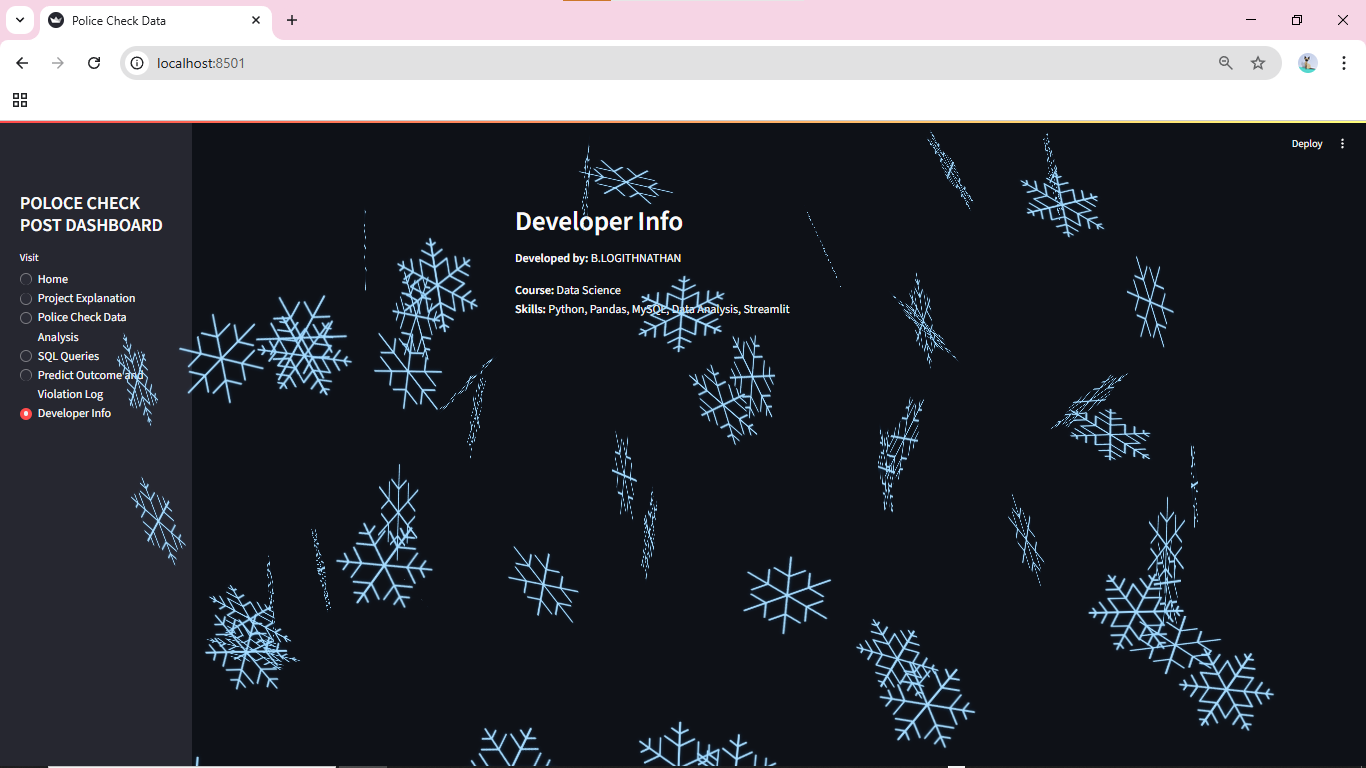 Police Check Data
localhost:8501
Deploy
POLOCE CHECK
POST DASHBOARD
Visit
Home
Project Explanation
Police Check Data
Analysis
SQL Queries
Predict Outcome and
Violation Log
Developer Info
Developer Info
Developed by: B.LOGITHNATHAN
Course: Data Science
Skills: Python, Pandas, MySQL, Data Analysis, Streamlit